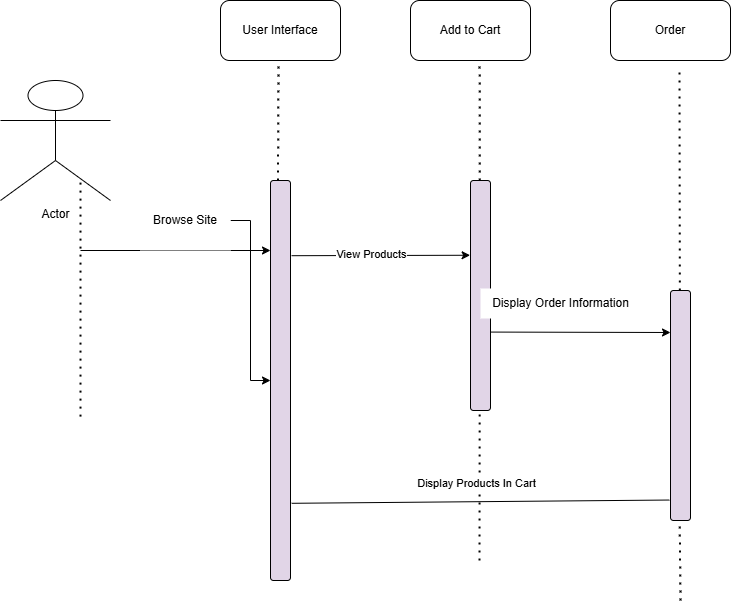 User Interface
Add to Cart
Order
Actor
Browse Site
View Products
Display Order Information
Display Products In Cart